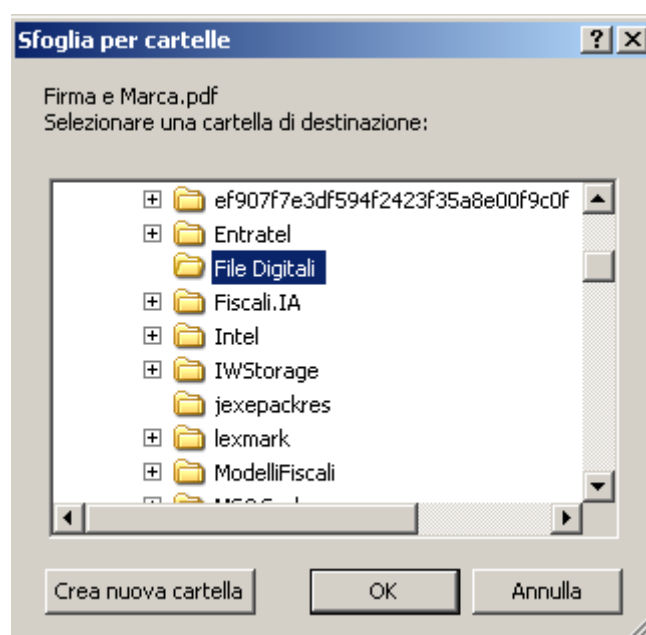 Sfoglia per cartelle
Firma e Marca.pdf
Selezionare una cartella di destinazione:
ef907f7e3df594f2423f35a8e00f9c0f
Entratel
File Digitali
Fiscali.IA
Intel
IWStorage
jexepackres
lexmark
ModelliFiscali
Crea nuova cartella
OK
Annulla